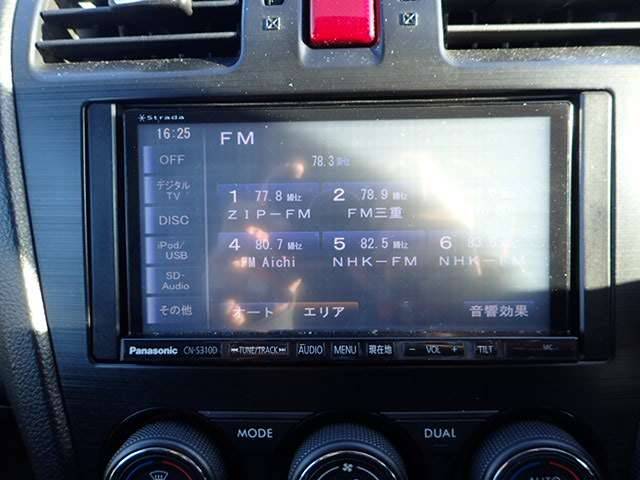 Strada
16:25
FM
OFF
78.3 MHz
デジタル
TV
1 77.8 MHz
2 78.9 MHz
ZIP-FM
FM三重
DISC
iPod/
USB
4 80.7 MHz
5 82.5 MHz
6
FM Aichi
NHK-FM
NHK-FM
SD-
Audio
その他
オート
エリア
音響効果
Panasonic CN-S310D TUNE/TRACK AUDIO MENU 現在地 - VOL + TILT MIC
MODE
DUAL
AUTO